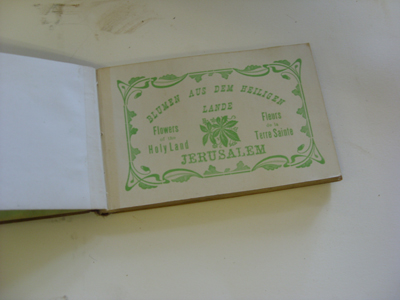 BLUMEN AUS DEM HEILIGEN
LANDE
Flowers
of the
Holy Land
Fleurs
de la
Terre Sainte
JERUSALEM